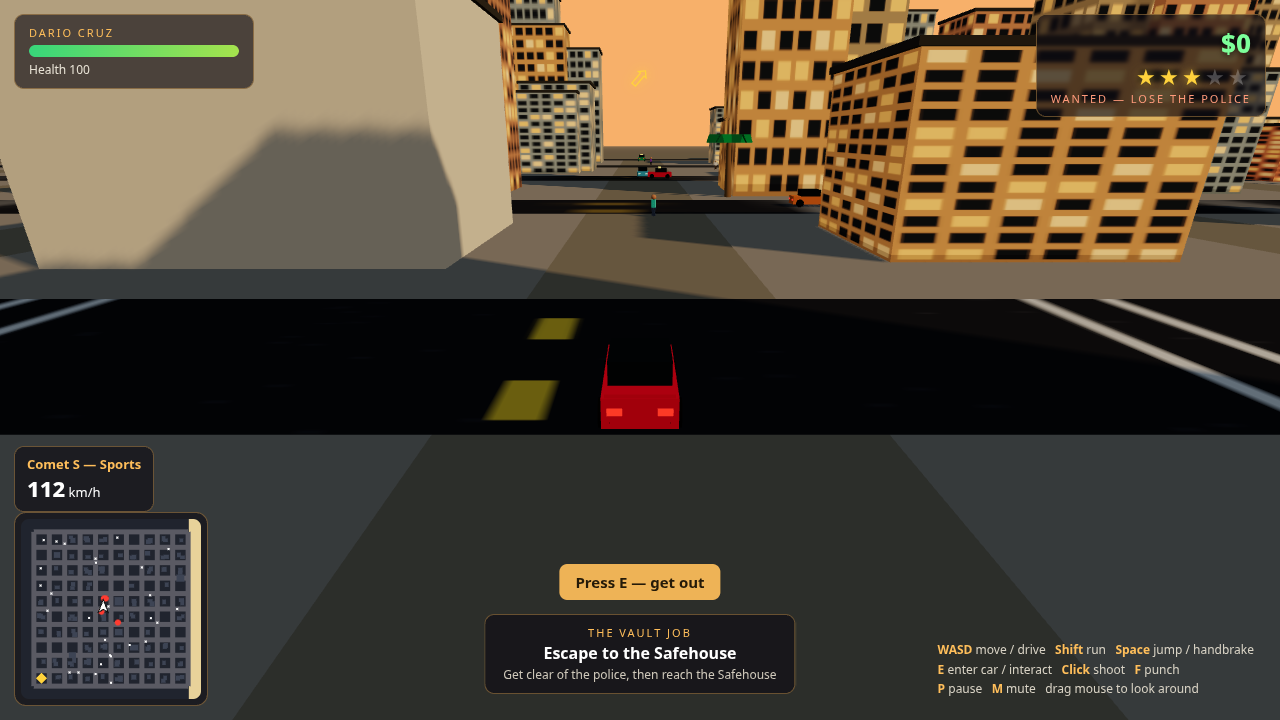 DARIO CRUZ
Health 100
$0
★★★★★
WANTED — LOSE THE POLICE
Comet S — Sports
112 km/h
Press E — get out
THE VAULT JOB
Escape to the Safehouse
Get clear of the police, then reach the Safehouse
WASD move / drive Shift run Space jump / handbrake
E enter car / interact Click shoot F punch
P pause M mute drag mouse to look around